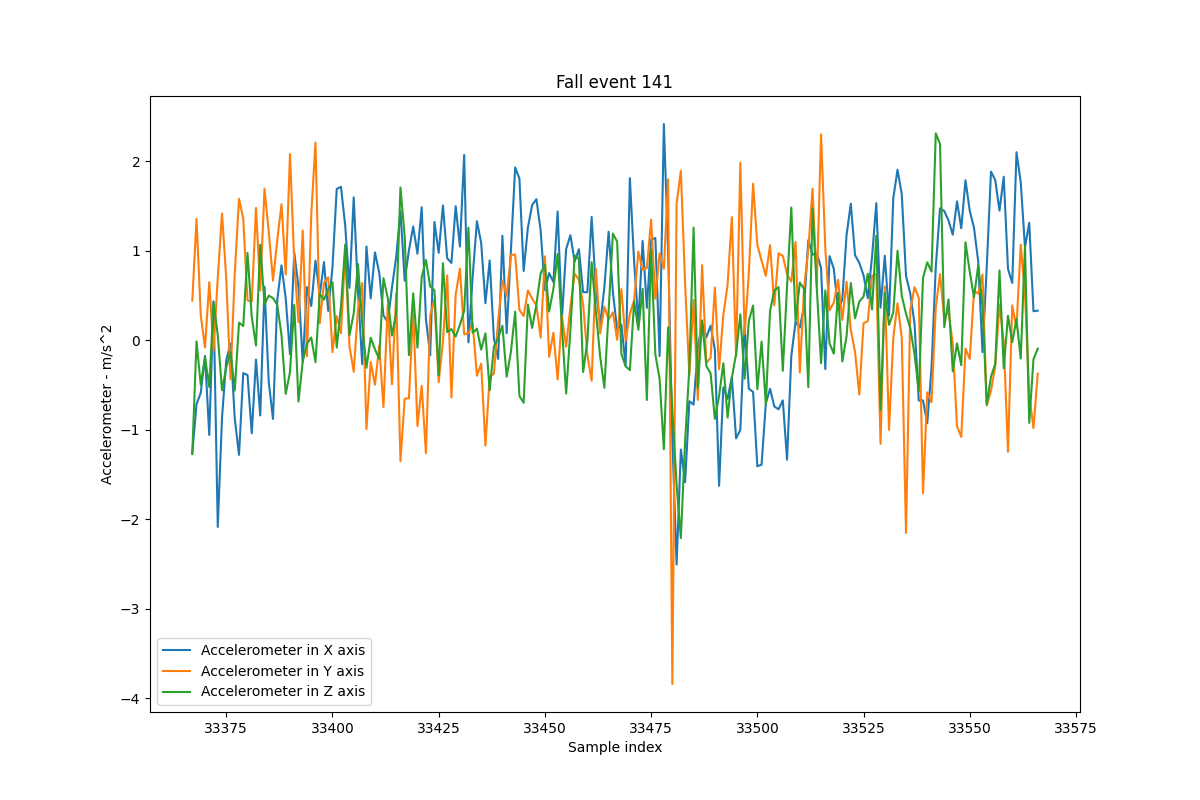 Fall event 141
Accelerometer - m/s^2
2
1
0
−1
−2
−3
−4
Accelerometer in X axis
Accelerometer in Y axis
Accelerometer in Z axis
33375 33400 33425 33450 33475 33500 33525 33550 33575
Sample index